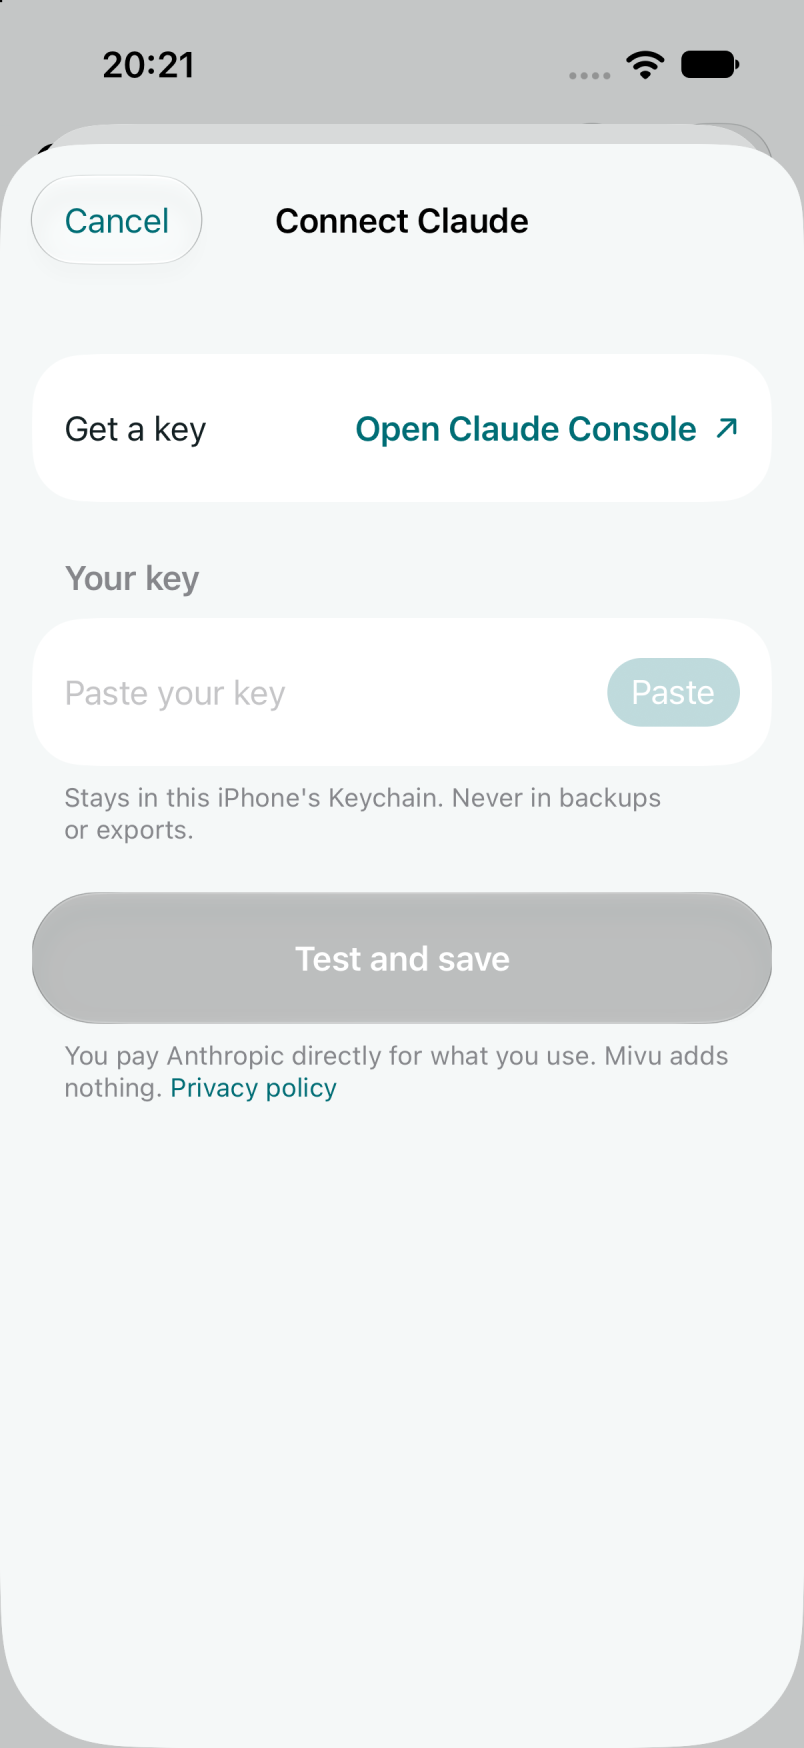 20:21
Cancel
Connect Claude
Get a key
Open Claude Console
Your key
Paste your key
Paste
Stays in this iPhone's Keychain. Never in backups
or exports.
Test and save
You pay Anthropic directly for what you use. Mivu adds
nothing. Privacy policy